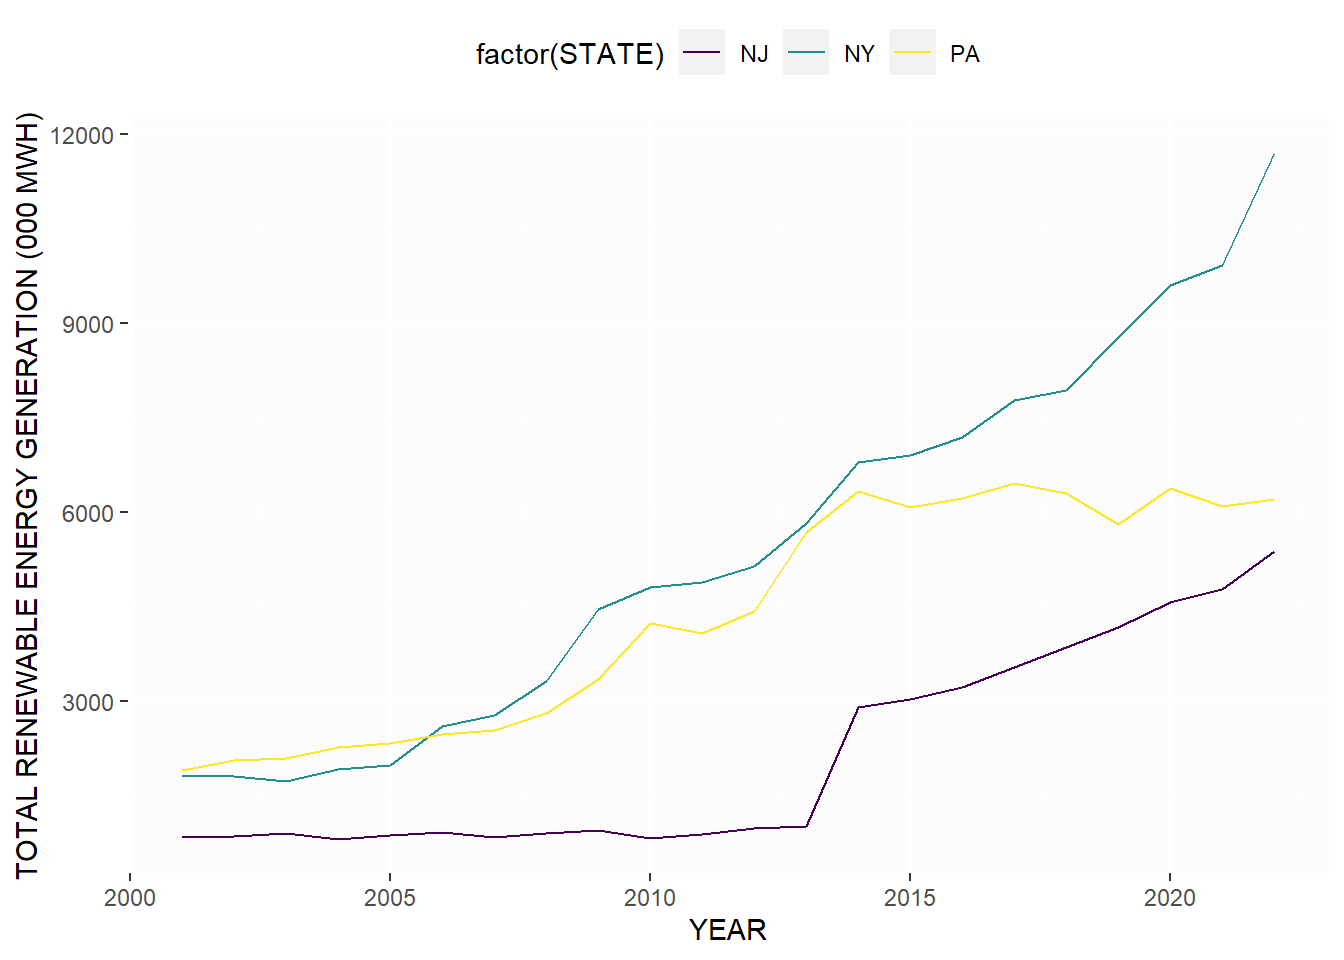 factor(STATE) NJ NY PA
TOTAL RENEWABLE ENERGY GENERATION (000 MWH)
12000
9000
6000
3000
2000 2005 2010 2015 2020
YEAR